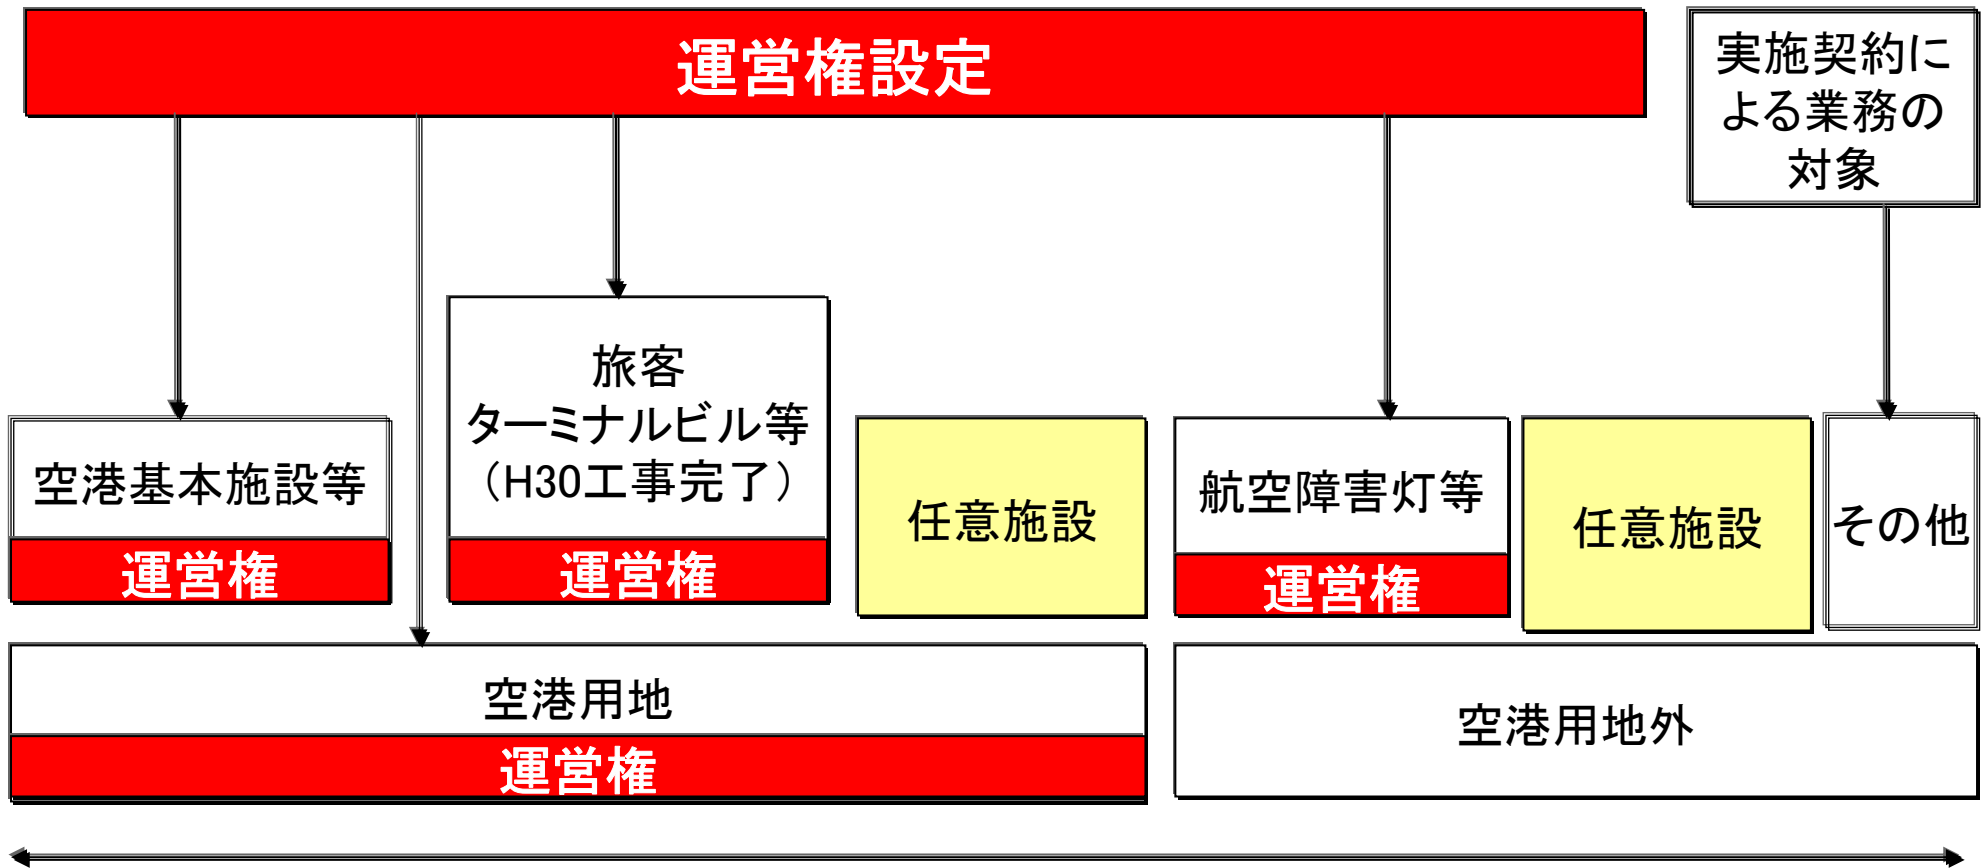 運営権設定
実施契約に
よる業務の
対象
旅客
ターミナルビル等
（H30工事完了）
空港基本施設等
運営権
運営権
任意施設
航空障害灯等
運営権
任意施設
その他
空港用地
運営権
空港用地外